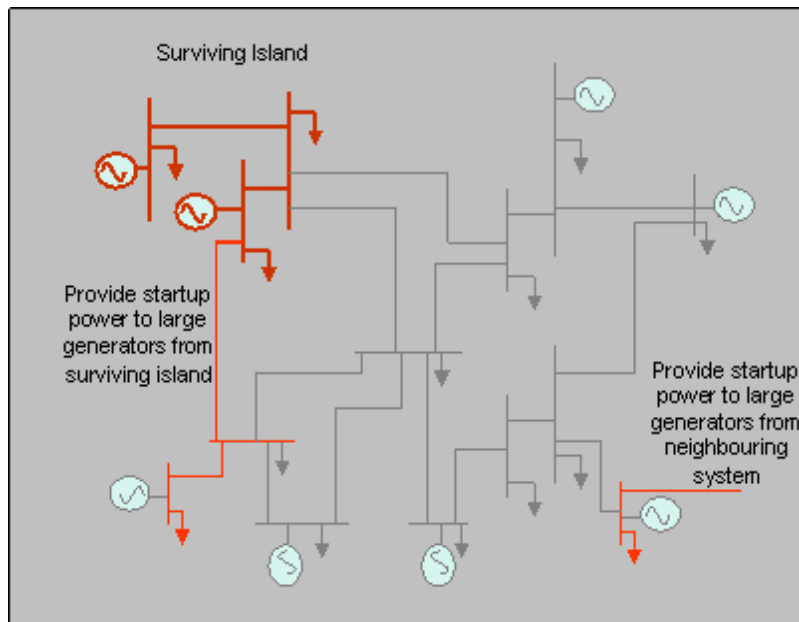 Surviving Island
Provide startup
power to large
generators from
surviving island
Provide startup
power to large
generators from
neighbouring
system